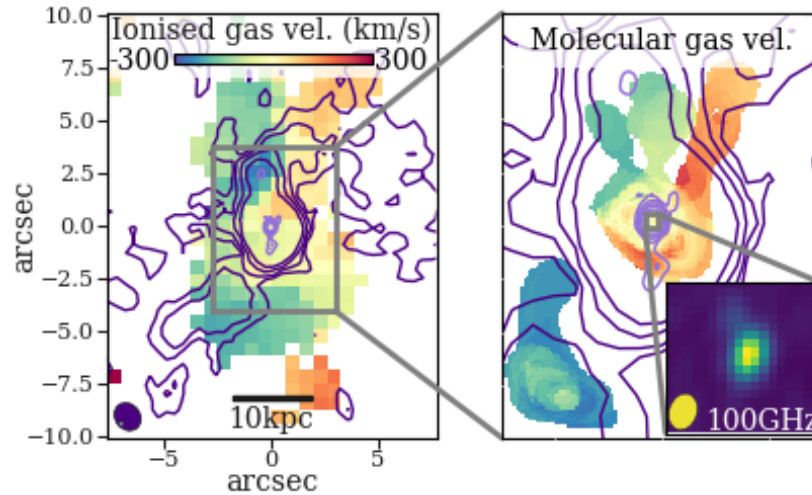 Ionised gas vel. (km/s)
-300 300
Molecular gas vel.
10.0
7.5
5.0
2.5
0.0
−2.5
−5.0
−7.5
−10.0
arcsec
10kpc
100GHz
−5 0 5
arcsec